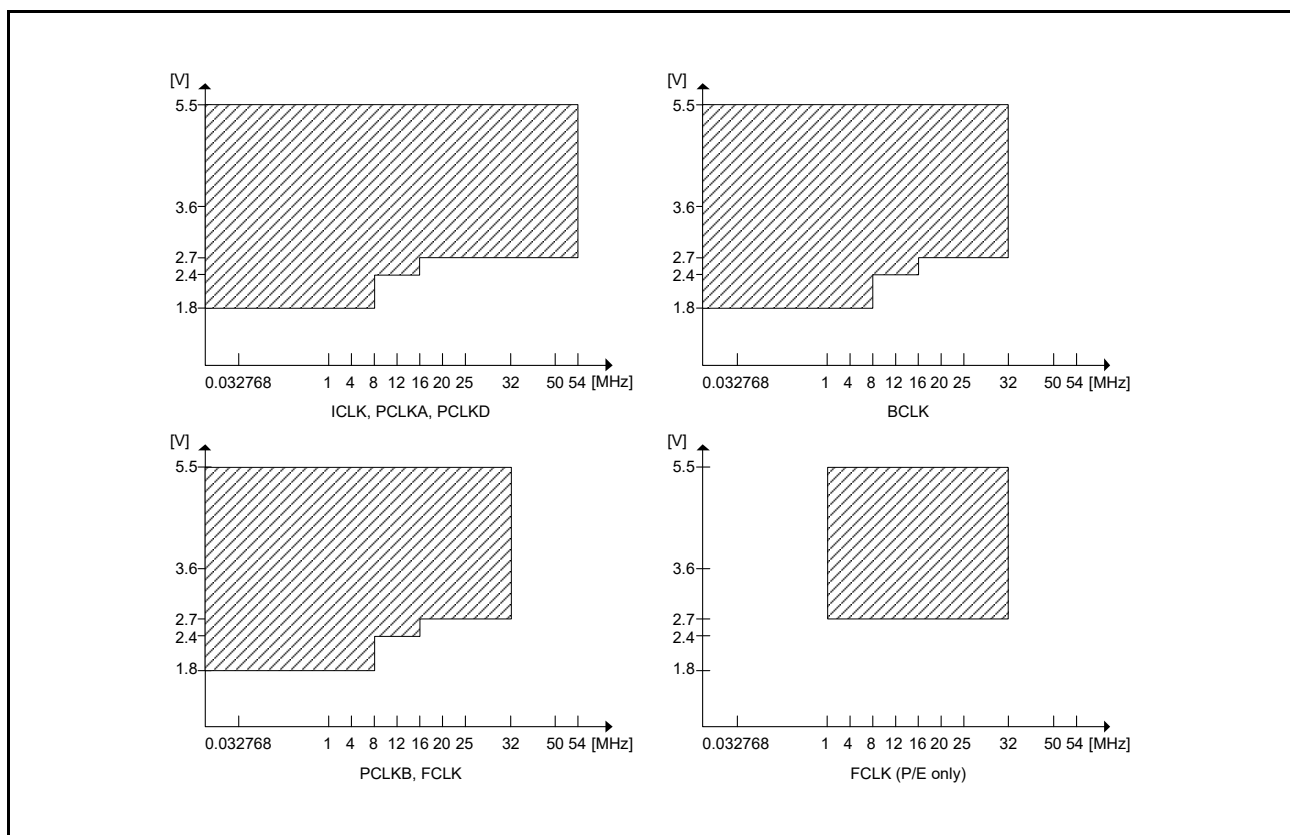 [V]
5.5
3.6
2.7
2.4
1.8
0.032768 1 4 8 12 16 20 25 32 50 54 [MHz]
ICLK, PCLKA, PCLKD
[V]
5.5
3.6
2.7
2.4
1.8
0.032768 1 4 8 12 16 20 25 32 50 54 [MHz]
BCLK
[V]
5.5
3.6
2.7
2.4
1.8
0.032768 1 4 8 12 16 20 25 32 50 54 [MHz]
PCLKB, FCLK
[V]
5.5
3.6
2.7
2.4
1.8
0.032768 1 4 8 12 16 20 25 32 50 54 [MHz]
FCLK (P/E only)